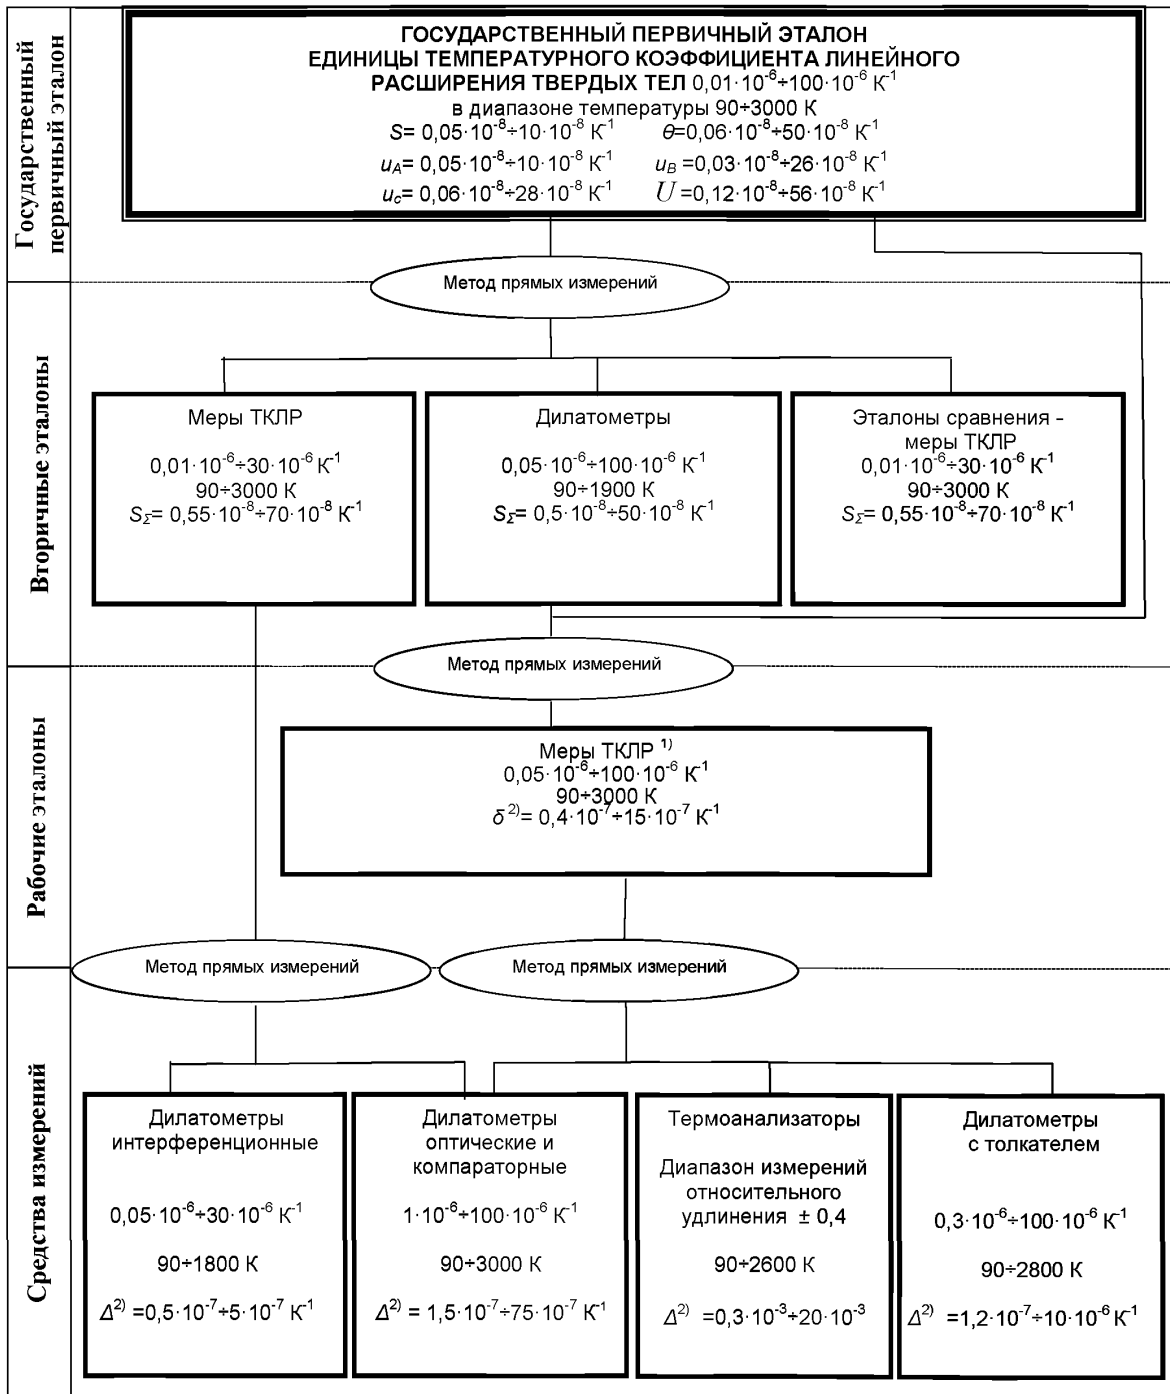 Государственный
первичный эталон
ГОСУДАРСТВЕННЫЙ ПЕРВИЧНЫЙ ЭТАЛОН
ЕДИНИЦЫ ТЕМПЕРАТУРНОГО КОЭФФИЦИЕНТА ЛИНЕЙНОГО
РАСШИРЕНИЯ ТВЕРДЫХ ТЕЛ 0,01·10⁻⁶÷100·10⁻⁶ К⁻¹
в диапазоне температуры 90÷3000 К
S= 0,05·10⁻⁸÷10·10⁻⁸ К⁻¹ θ=0,06·10⁻⁸÷50·10⁻⁸ К⁻¹
u_A= 0,05·10⁻⁸÷10·10⁻⁸ К⁻¹ u_B =0,03·10⁻⁸÷26·10⁻⁸ К⁻¹
u_c= 0,06·10⁻⁸÷28·10⁻⁸ К⁻¹ U =0,12·10⁻⁸÷56·10⁻⁸ К⁻¹
Метод прямых измерений
Вторичные эталоны
Меры ТКЛР
0,01·10⁻⁶÷30·10⁻⁶ К⁻¹
90÷3000 К
S_Σ= 0,55·10⁻⁸÷70·10⁻⁸ К⁻¹
Дилатометры
0,05·10⁻⁶÷100·10⁻⁶ К⁻¹
90÷1900 К
S_Σ= 0,5·10⁻⁸÷50·10⁻⁸ К⁻¹
Эталоны сравнения -
меры ТКЛР
0,01·10⁻⁶÷30·10⁻⁶ К⁻¹
90÷3000 К
S_Σ= 0,55·10⁻⁸÷70·10⁻⁸ К⁻¹
Метод прямых измерений
Рабочие эталоны
Меры ТКЛР ¹⁾
0,05·10⁻⁶÷100·10⁻⁶ К⁻¹
90÷3000 К
δ ²⁾= 0,4·10⁻⁷÷15·10⁻⁷ К⁻¹
Метод прямых измерений
Метод прямых измерений
Средства измерений
Дилатометры
интерференционные
0,05·10⁻⁶÷30·10⁻⁶ К⁻¹
90÷1800 К
Δ²⁾ =0,5·10⁻⁷÷5·10⁻⁷ К⁻¹
Дилатометры
оптические и
компараторные
1·10⁻⁶÷100·10⁻⁶ К⁻¹
90÷3000 К
Δ²⁾ = 1,5·10⁻⁷÷75·10⁻⁷ К⁻¹
Термоанализаторы
Диапазон измерений
относительного
удлинения ± 0,4
90÷2600 К
Δ²⁾ =0,3·10⁻³÷20·10⁻³
Дилатометры
с толкателем
0,3·10⁻⁶÷100·10⁻⁶ К⁻¹
90÷2800 К
Δ²⁾ =1,2·10⁻⁷÷10·10⁻⁶ К⁻¹